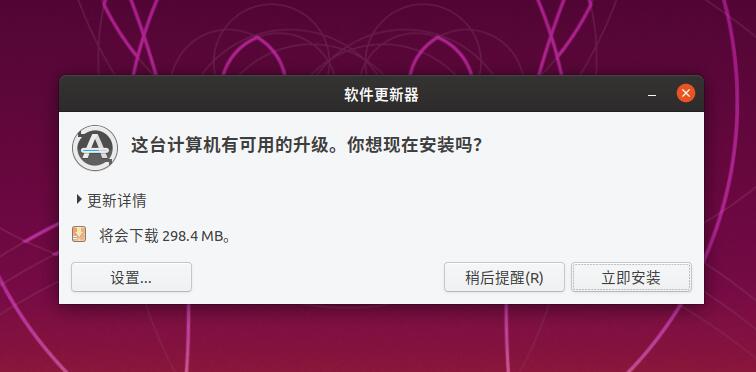 软件更新器
这台计算机有可用的升级。你想现在安装吗？
更新详情
将会下载 298.4 MB。
设置...
稍后提醒(R)
立即安装